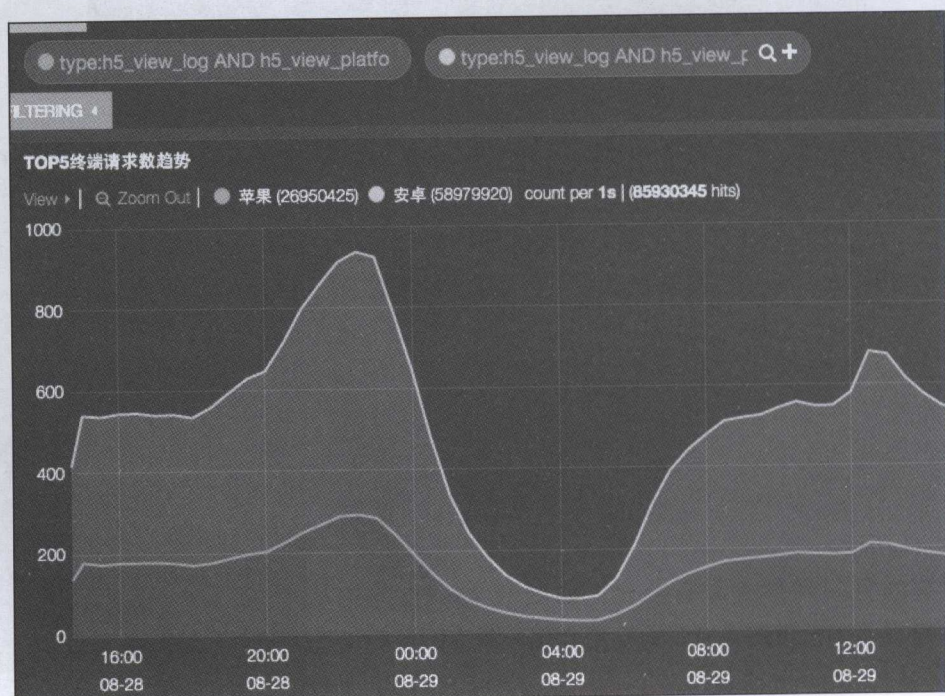 type:h5_view_log AND h5_view_platfo
type:h5_view_log AND h5_view_p
FILTERING
TOP5终端请求数趋势
View Zoom Out 苹果 (26950425) 安卓 (58979920) count per 1s | (85930345 hits)
1000
800
600
400
200
0
16:00 20:00 00:00 04:00 08:00 12:00
08-28 08-28 08-29 08-29 08-29 08-29